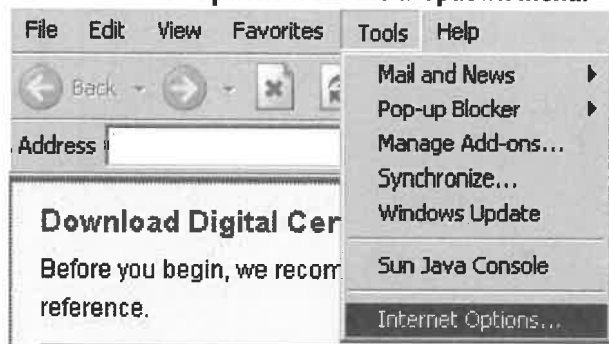 File Edit View Favorites Tools Help
Back
Mail and News
Pop-up Blocker
Address
Manage Add-ons...
Synchronize...
Download Digital Cer
Windows Update
Before you begin, we recom
Sun Java Console
reference.
Internet Options...